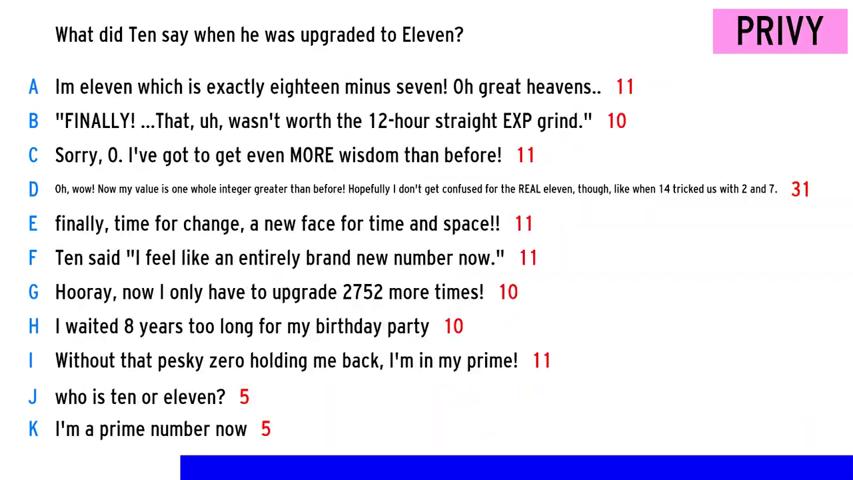 What did Ten say when he was upgraded to Eleven?
PRIVY
A Im eleven which is exactly eighteen minus seven! Oh great heavens.. 11
B "FINALLY! ...That, uh, wasn't worth the 12-hour straight EXP grind." 10
C Sorry, 0. I've got to get even MORE wisdom than before! 11
D Oh, wow! Now my value is one whole integer greater than before! Hopefully I don't get confused for the REAL eleven, though, like when 14 tricked us with 2 and 7. 31
E finally, time for change, a new face for time and space!! 11
F Ten said "I feel like an entirely brand new number now." 11
G Hooray, now I only have to upgrade 2752 more times! 10
H I waited 8 years too long for my birthday party 10
I Without that pesky zero holding me back, I'm in my prime! 11
J who is ten or eleven? 5
K I'm a prime number now 5